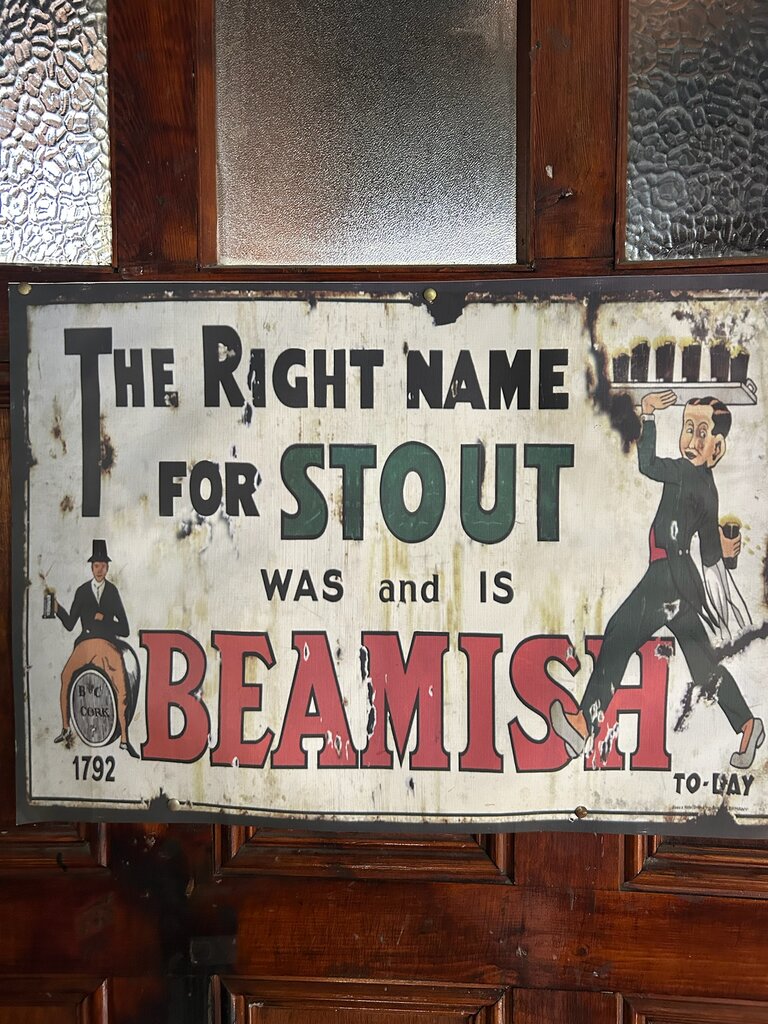 THE RIGHT NAME
FOR STOUT
WAS and IS
BEAMISH
B & C
CORK
1792
TO-DAY